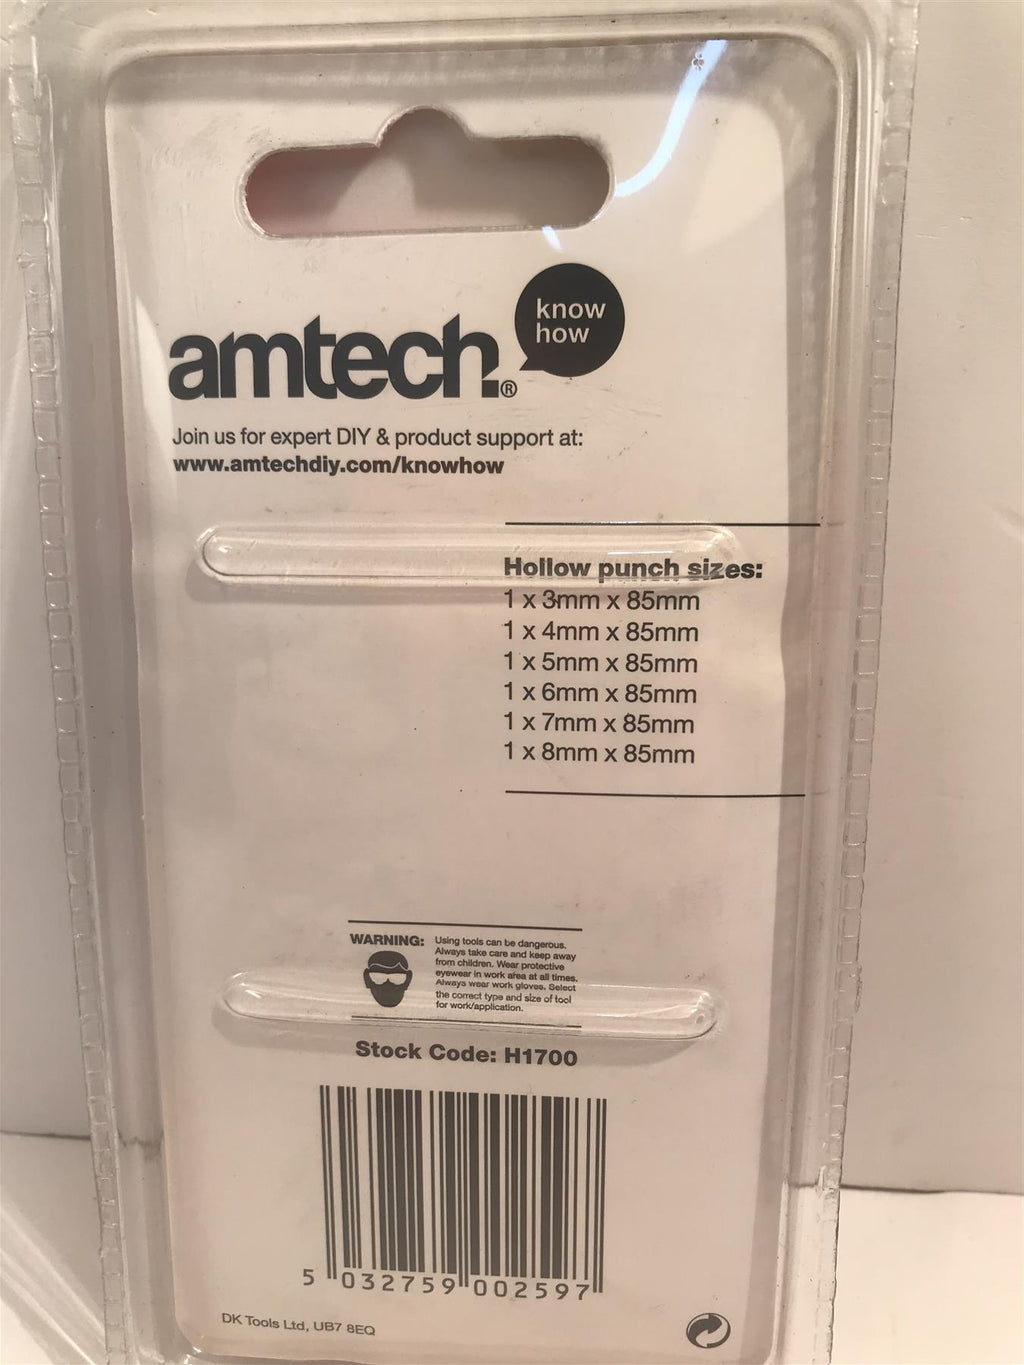 know
how
amtech®
Join us for expert DIY & product support at:
www.amtechdiy.com/knowhow
Hollow punch sizes:
1 x 3mm x 85mm
1 x 4mm x 85mm
1 x 5mm x 85mm
1 x 6mm x 85mm
1 x 7mm x 85mm
1 x 8mm x 85mm
WARNING: Using tools can be dangerous.
Always take care and keep away
from children. Wear protective
eyewear in work area at all times.
Always wear work gloves. Select
the correct type and size of tool
for work/application.
Stock Code: H1700
5 032759 002597
DK Tools Ltd, UB7 8EQ